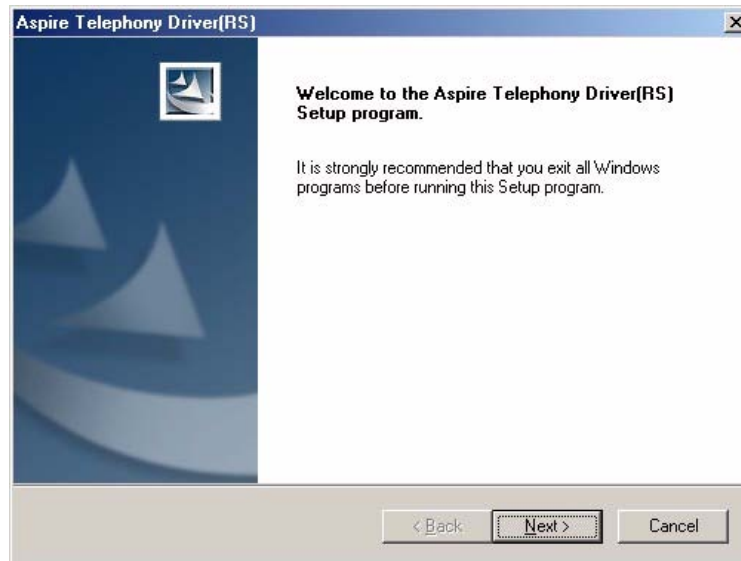 Aspire Telephony Driver(RS)
Welcome to the Aspire Telephony Driver(RS)
Setup program.
It is strongly recommended that you exit all Windows
programs before running this Setup program.
< Back
Next >
Cancel